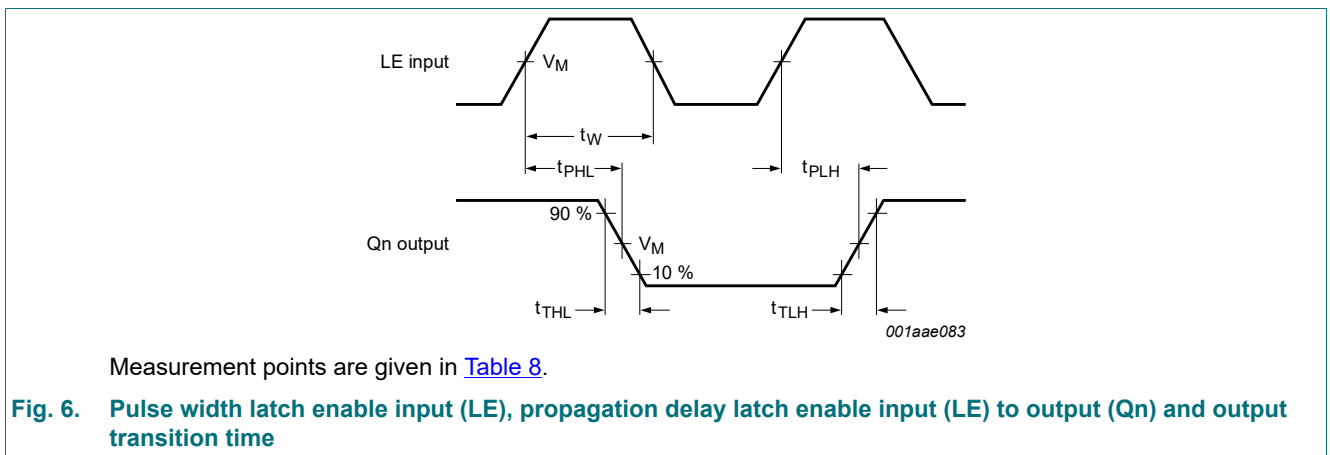 LE input
VM
tW
tPHL
tPLH
90 %
Qn output
VM
10 %
tTHL
tTLH
001aae083
Measurement points are given in Table 8.
Fig. 6. Pulse width latch enable input (LE), propagation delay latch enable input (LE) to output (Qn) and output
transition time